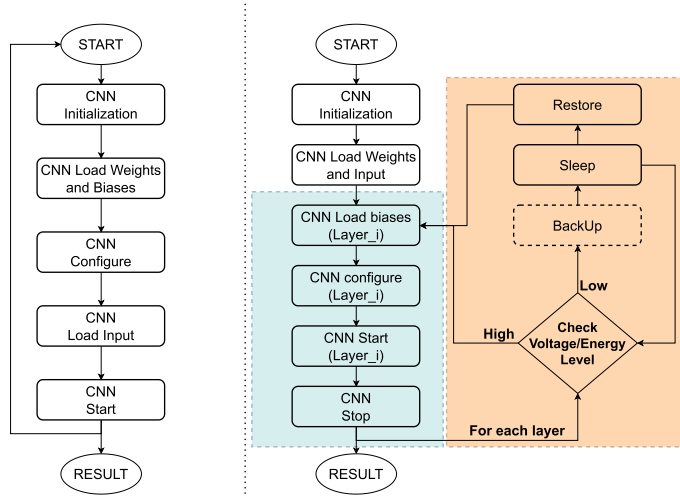 START
CNN
Initialization
CNN Load Weights
and Biases
CNN
Configure
CNN
Load Input
CNN
Start
RESULT
START
CNN
Initialization
CNN Load Weights
and Input
CNN Load biases
(Layer_i)
CNN configure
(Layer_i)
CNN Start
(Layer_i)
CNN
Stop
RESULT
Restore
Sleep
BackUp
Low
High
Check
Voltage/Energy
Level
For each layer